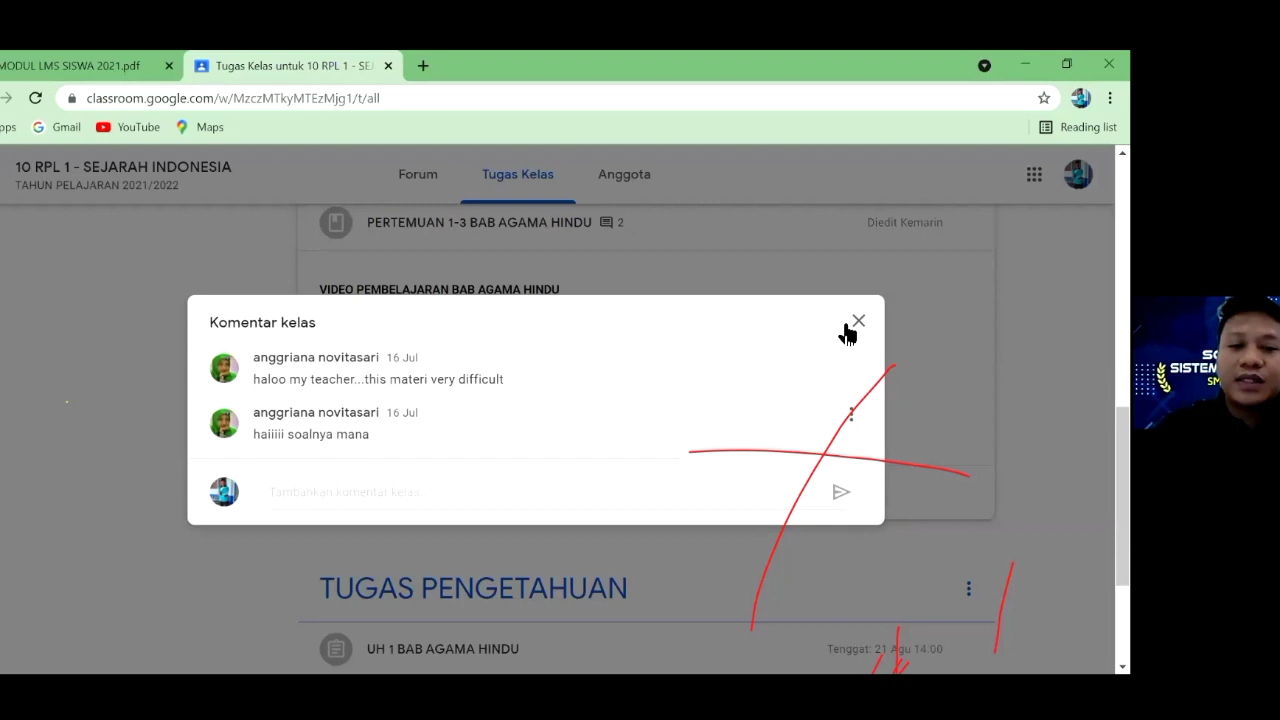 MODUL LMS SISWA 2021.pdf
Tugas Kelas untuk 10 RPL 1 - SEJ
classroom.google.com/w/MzczMTkyMTEzMjg1/t/all
pps Gmail YouTube Maps Reading list
10 RPL 1 - SEJARAH INDONESIA
TAHUN PELAJARAN 2021/2022
Forum Tugas Kelas Anggota
PERTEMUAN 1-3 BAB AGAMA HINDU 2 Diedit Kemarin
VIDEO PEMBELAJARAN BAB AGAMA HINDU
Komentar kelas
anggriana novitasari 16 Jul
haloo my teacher...this materi very difficult
anggriana novitasari 16 Jul
haiiiii soalnya mana
Tambahkan komentar kelas
TUGAS PENGETAHUAN
UH 1 BAB AGAMA HINDU Tenggat: 21 Agu 14.00